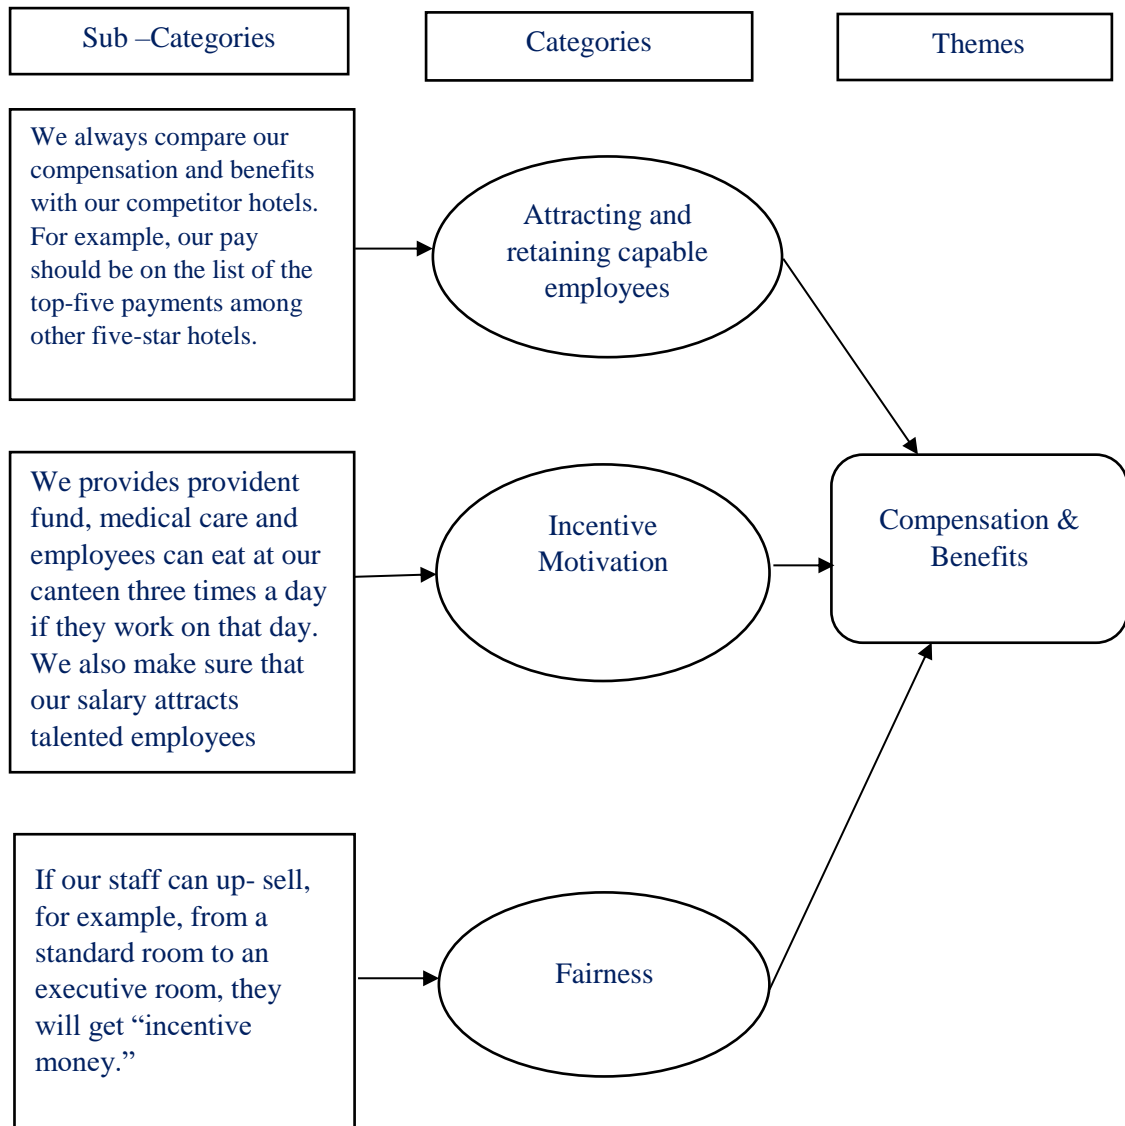 Sub –Categories
Categories
Themes
We always compare our
compensation and benefits
with our competitor hotels.
For example, our pay
should be on the list of the
top-five payments among
other five-star hotels.
Attracting and
retaining capable
employees
We provides provident
fund, medical care and
employees can eat at our
canteen three times a day
if they work on that day.
We also make sure that
our salary attracts
talented employees
Incentive
Motivation
Compensation &
Benefits
If our staff can up- sell,
for example, from a
standard room to an
executive room, they
will get “incentive
money.”
Fairness